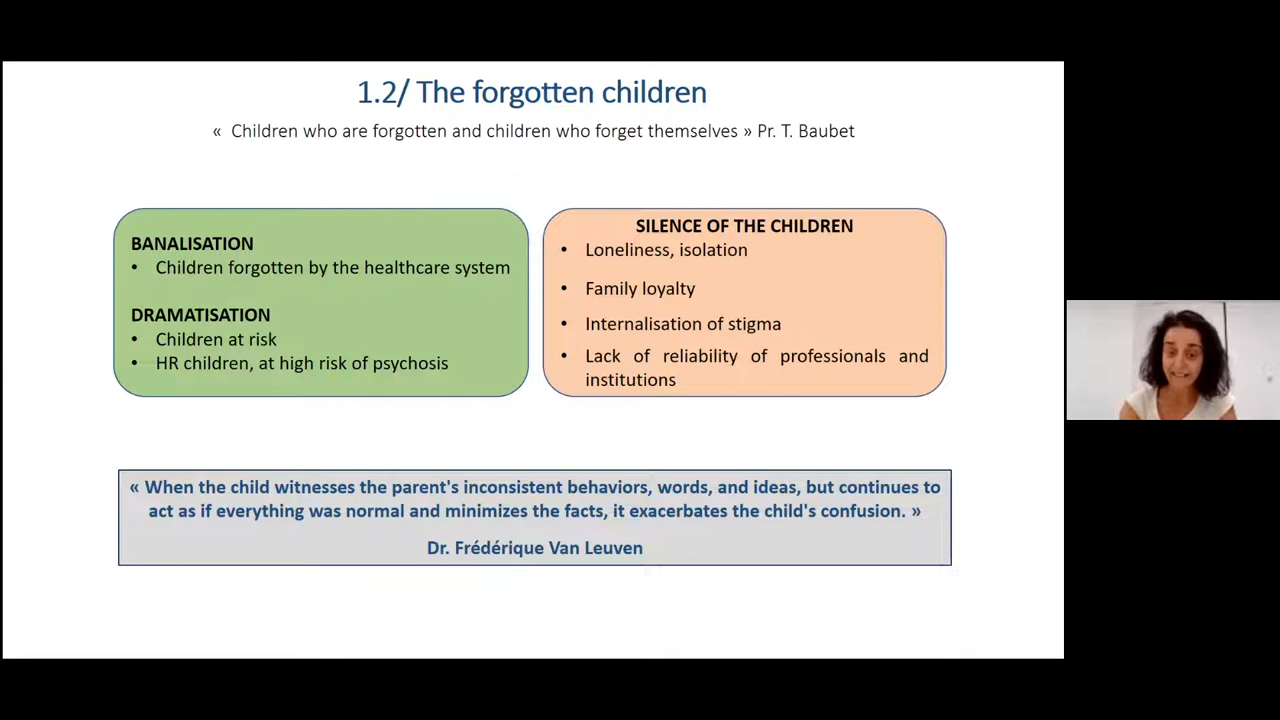 1.2/ The forgotten children
« Children who are forgotten and children who forget themselves » Pr. T. Baubet
BANALISATION
• Children forgotten by the healthcare system
DRAMATISATION
• Children at risk
• HR children, at high risk of psychosis
SILENCE OF THE CHILDREN
• Loneliness, isolation
• Family loyalty
• Internalisation of stigma
• Lack of reliability of professionals and
institutions
« When the child witnesses the parent's inconsistent behaviors, words, and ideas, but continues to
act as if everything was normal and minimizes the facts, it exacerbates the child's confusion. »
Dr. Frédérique Van Leuven